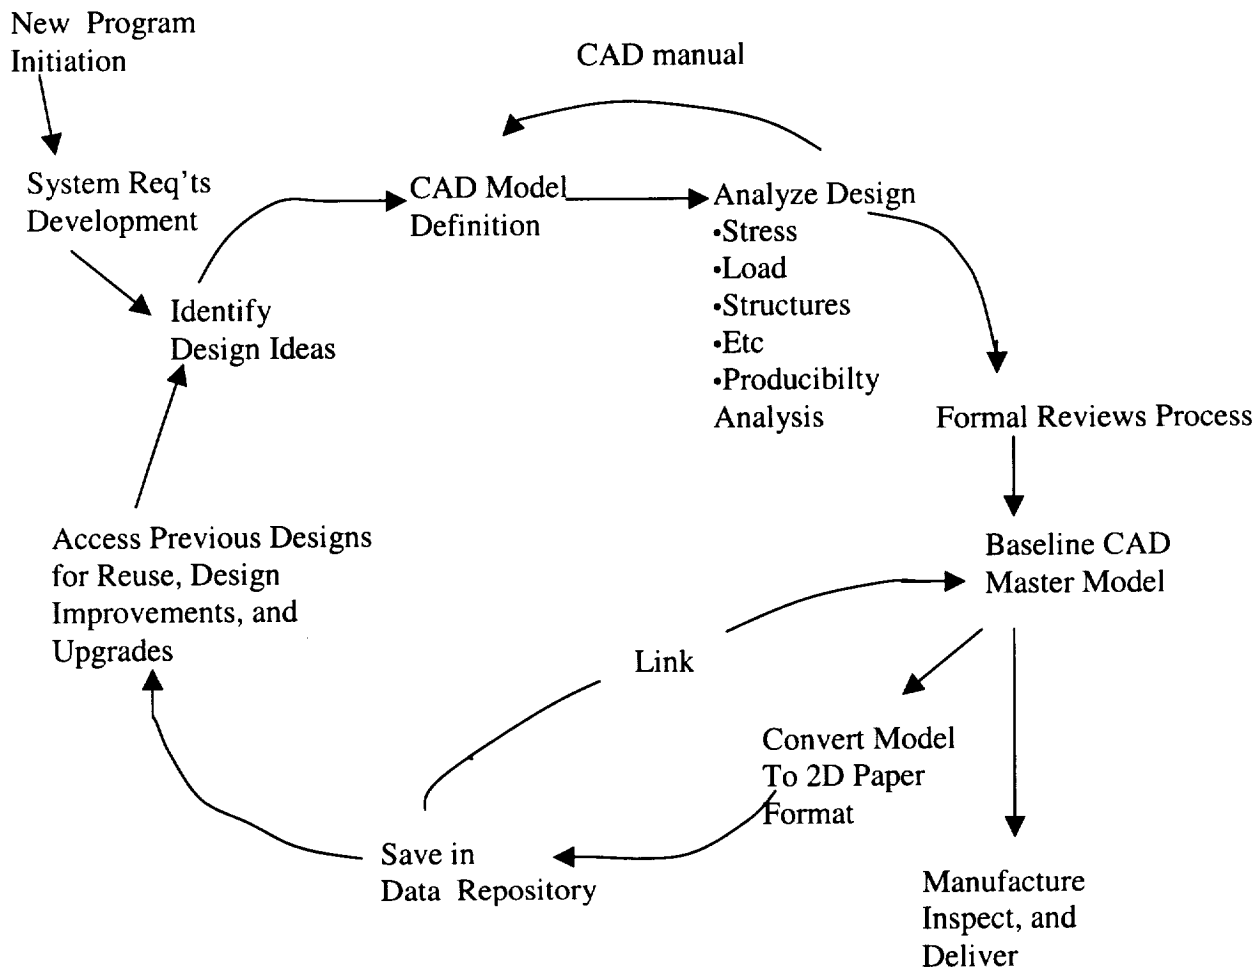 New Program
Initiation
CAD manual
System Req'ts
Development
CAD Model
Definition
Analyze Design
•Stress
•Load
•Structures
•Etc
•Producibilty
Analysis
Identify
Design Ideas
Formal Reviews Process
Access Previous Designs
for Reuse, Design
Improvements, and
Upgrades
Baseline CAD
Master Model
Link
Convert Model
To 2D Paper
Format
Save in
Data Repository
Manufacture
Inspect, and
Deliver